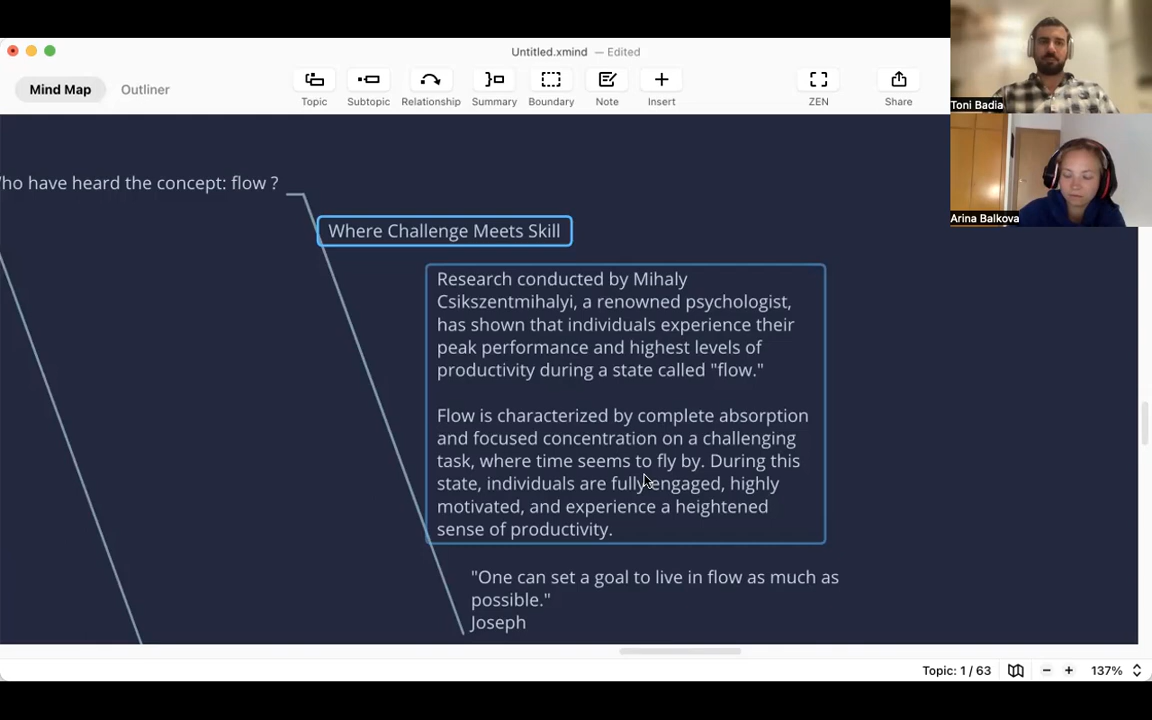 Untitled.xmind — Edited
Mind Map
Outliner
Topic
Subtopic
Relationship
Summary
Boundary
Note
Insert
ZEN
Share
Toni Badia
Arina Balkova
ho have heard the concept: flow ?
Where Challenge Meets Skill
Research conducted by Mihaly
Csikszentmihalyi, a renowned psychologist,
has shown that individuals experience their
peak performance and highest levels of
productivity during a state called "flow."
Flow is characterized by complete absorption
and focused concentration on a challenging
task, where time seems to fly by. During this
state, individuals are fully engaged, highly
motivated, and experience a heightened
sense of productivity.
"One can set a goal to live in flow as much as
possible."
Joseph
Topic: 1 / 63
137%